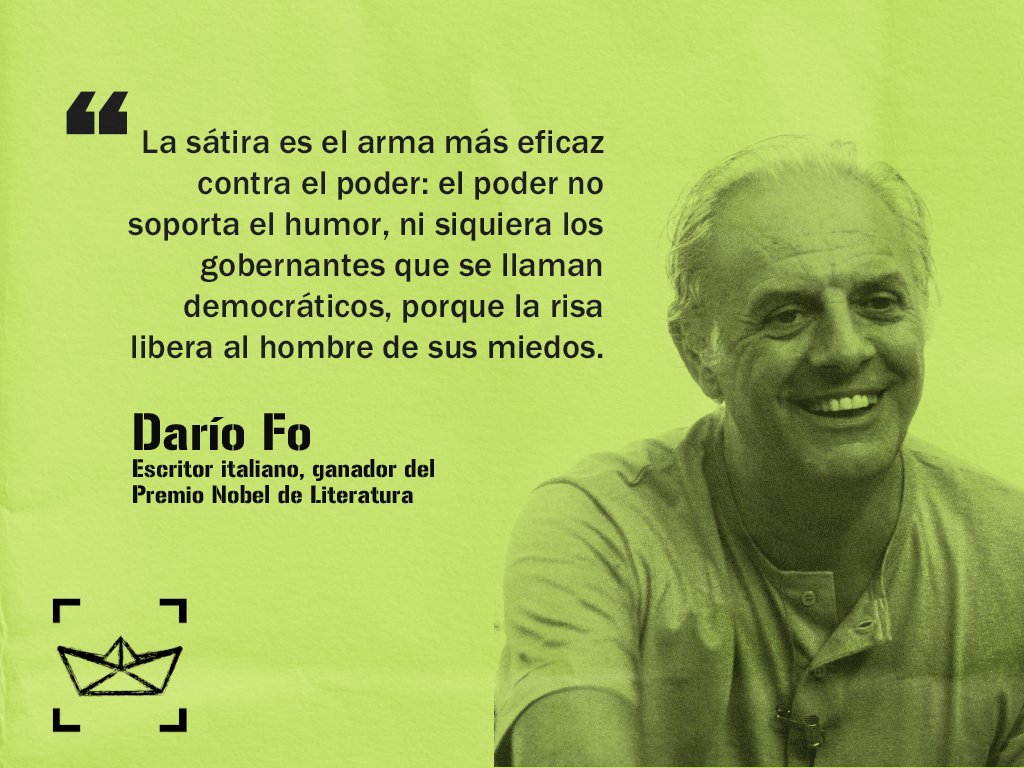 “
La sátira es el arma más eficaz
contra el poder: el poder no
soporta el humor, ni siquiera los
gobernantes que se llaman
democráticos, porque la risa
libera al hombre de sus miedos.
Darío Fo
Escritor italiano, ganador del
Premio Nobel de Literatura